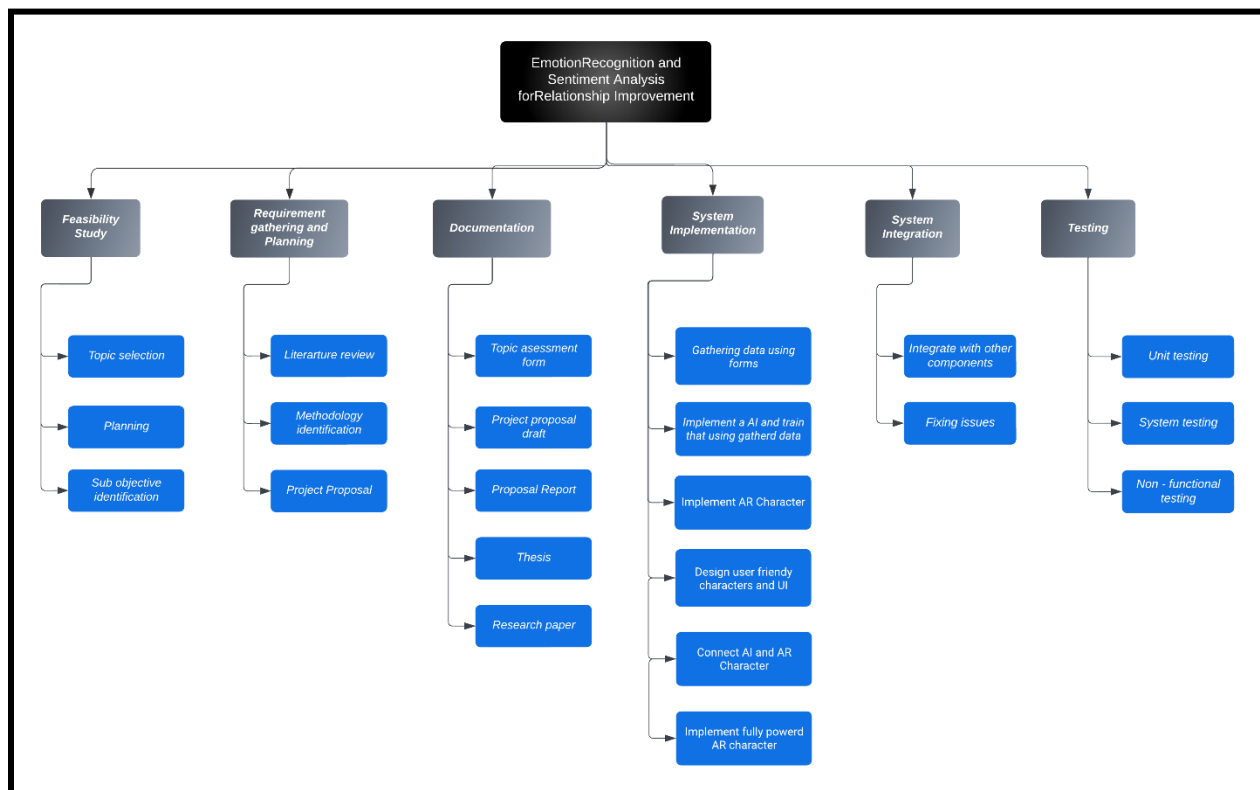 EmotionRecognition and
Sentiment Analysis
forRelationship Improvement
Feasibility
Study
Requirement
gathering and
Planning
Documentation
System
Implementation
System
Integration
Testing
Topic selection
Planning
Sub objective
identification
Literarture review
Methodology
identification
Project Proposal
Topic asessment
form
Project proposal
draft
Proposal Report
Thesis
Research paper
Gathering data using
forms
Implement a AI and train
that using gatherd data
Implement AR Character
Design user friendy
characters and UI
Connect AI and AR
Character
Implement fully powerd
AR character
Integrate with other
components
Fixing issues
Unit testing
System testing
Non - functional
testing